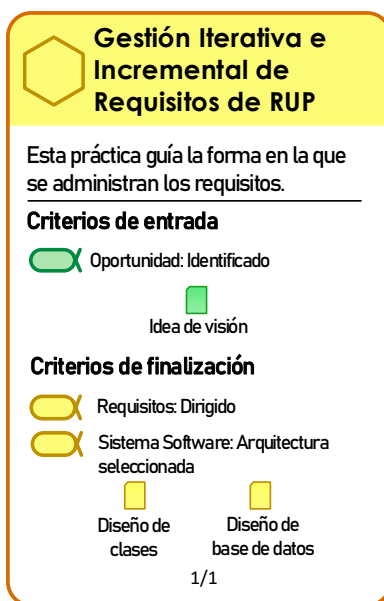 Gestión Iterativa e
Incremental de
Requisitos de RUP
Esta práctica guía la forma en la que
se administran los requisitos.
Criterios de entrada
Oportunidad: Identificado
Idea de visión
Criterios de finalización
Requisitos: Dirigido
Sistema Software: Arquitectura
seleccionada
Diseño de
clases
Diseño de
base de datos
1/1